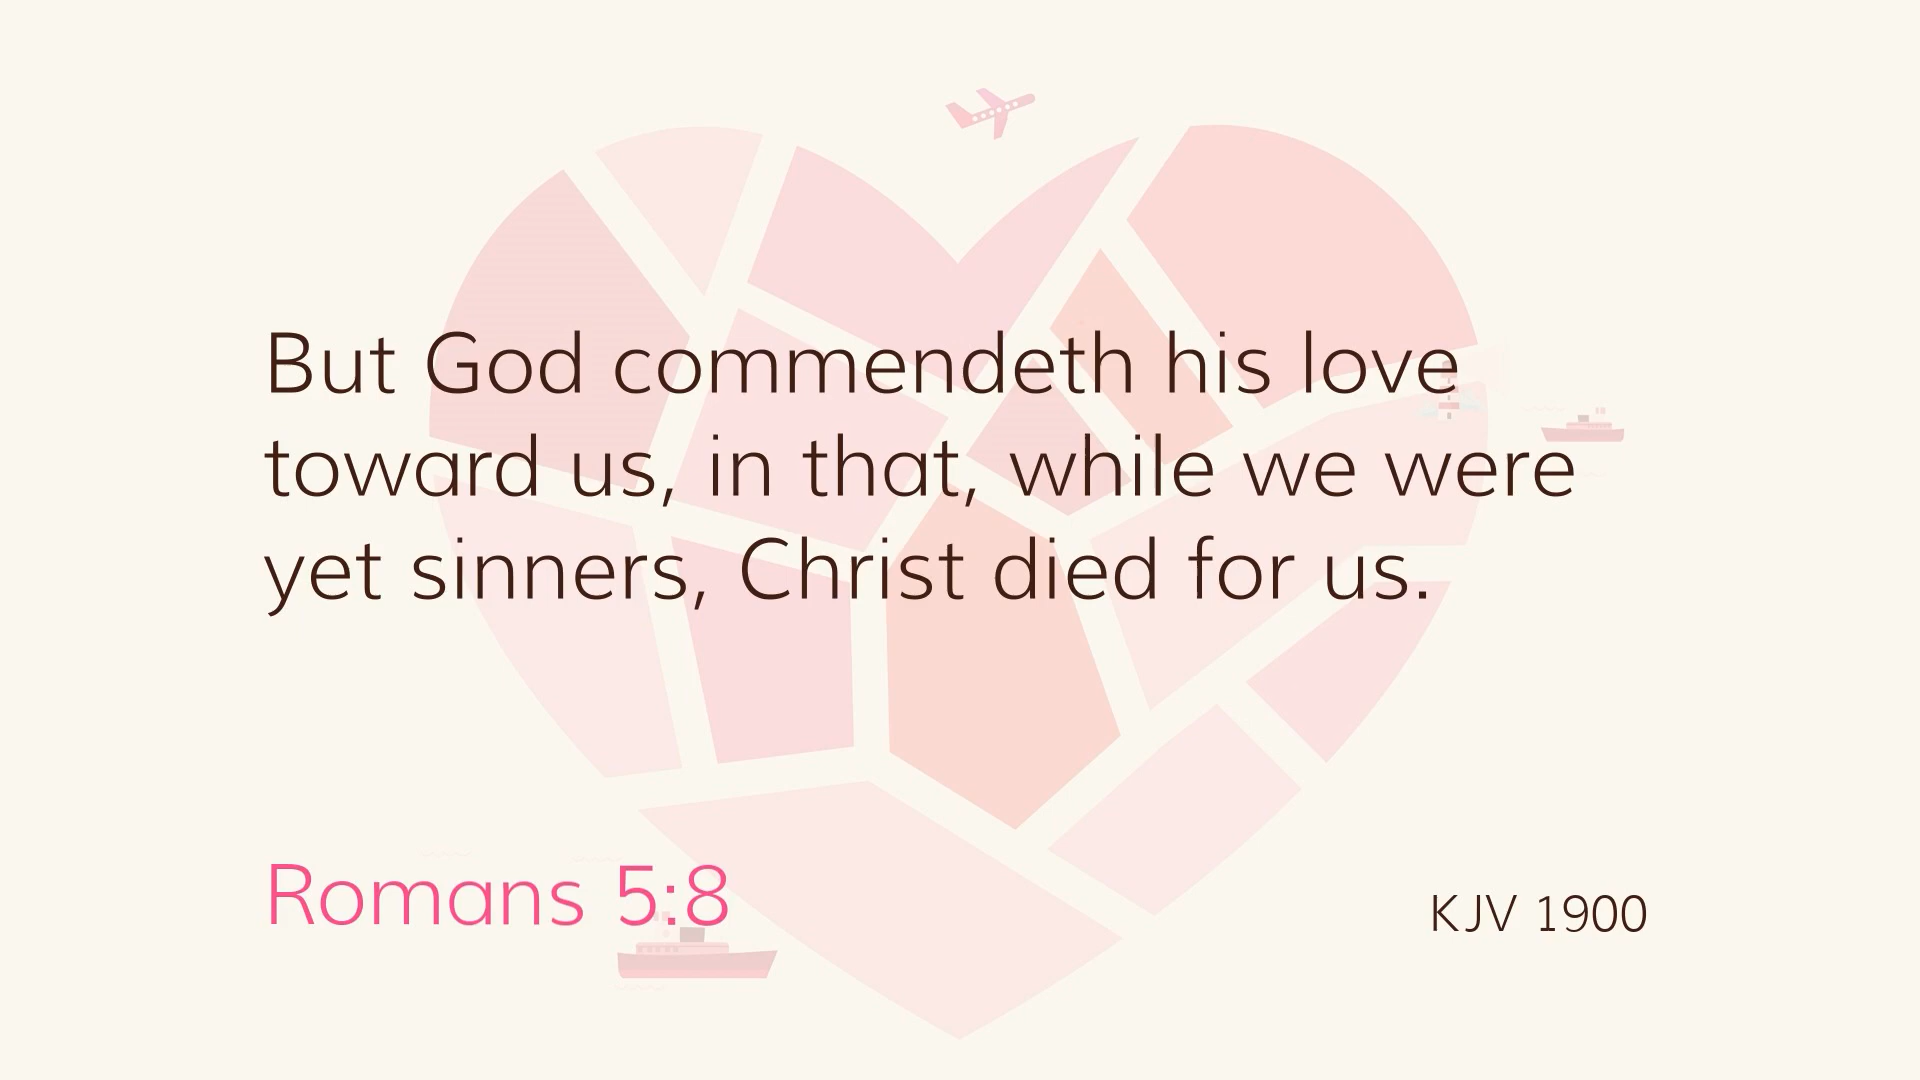 But God commendeth his love
toward us, in that, while we were
yet sinners, Christ died for us.
Romans 5:8
KJV 1900